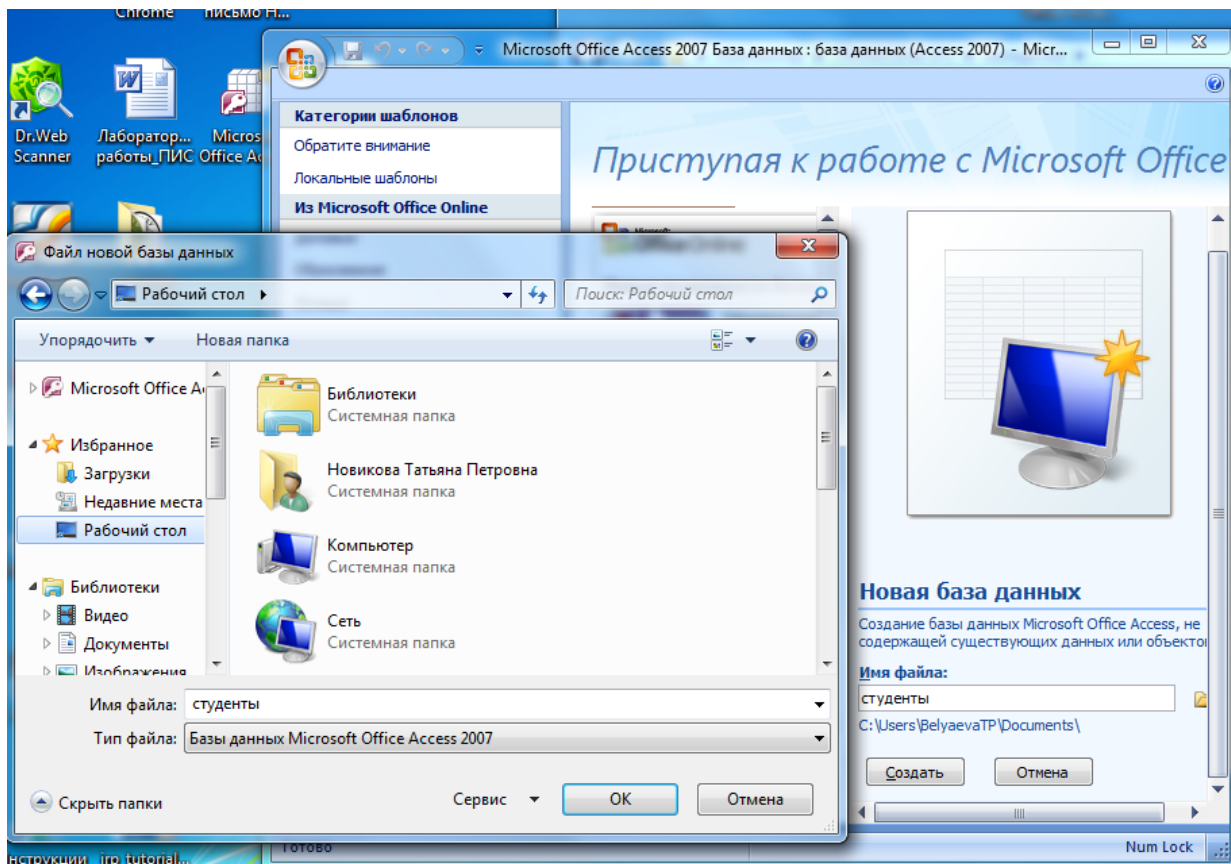 Chrome
письмо Н...
Dr.Web
Scanner
Лаборатор...
работы_ПИС
Micros
Office Ac
Microsoft Office Access 2007 База данных : база данных (Access 2007) - Micr...
Категории шаблонов
Обратите внимание
Локальные шаблоны
Из Microsoft Office Online
Приступая к работе с Microsoft Office
Файл новой базы данных
Рабочий стол
Поиск: Рабочий стол
Упорядочить
Новая папка
Microsoft Office A
Избранное
Загрузки
Недавние места
Рабочий стол
Библиотеки
Видео
Документы
Изображения
Библиотеки
Системная папка
Новикова Татьяна Петровна
Системная папка
Компьютер
Системная папка
Сеть
Системная папка
Имя файла: студенты
Тип файла: Базы данных Microsoft Office Access 2007
Скрыть папки
Сервис
ОК
Отмена
Новая база данных
Создание базы данных Microsoft Office Access, не
содержащей существующих данных или объекто
Имя файла:
студенты
C:\Users\BelyaevaTP\Documents\
Создать
Отмена
Готово
Num Lock
нструкции
jrp_tutorial...